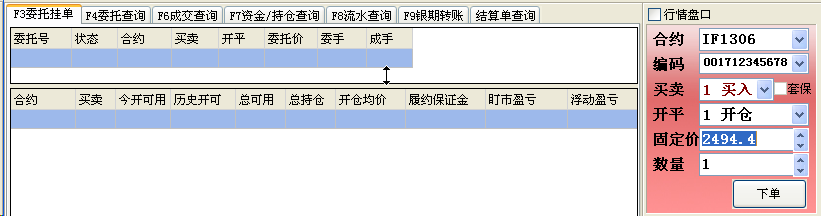 F3委托挂单 F4委托查询 F6成交查询 F7资金/持仓查询 F8流水查询 F9银期转账 结算单查询
委托号 状态 合约 买卖 开平 委托价 委手 成手
合约 买卖 今开可用 历史开可 总可用 总持仓 开仓均价 履约保证金 盯市盈亏 浮动盈亏
行情盘口
合约 IF1306
编码 001712345678
买卖 1 买入 套保
开平 1 开仓
固定价 2494.4
数量 1
下单